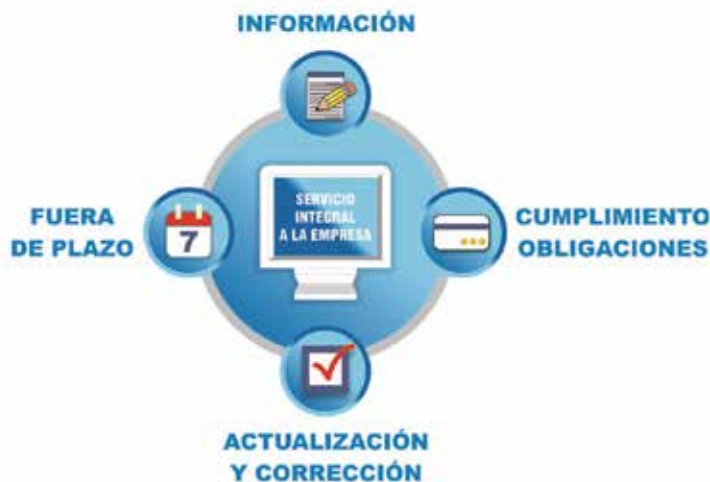 INFORMACIÓN
SERVICIO
INTEGRAL
A LA EMPRESA
FUERA
DE PLAZO
7
CUMPLIMIENTO
OBLIGACIONES
ACTUALIZACIÓN
Y CORRECCIÓN